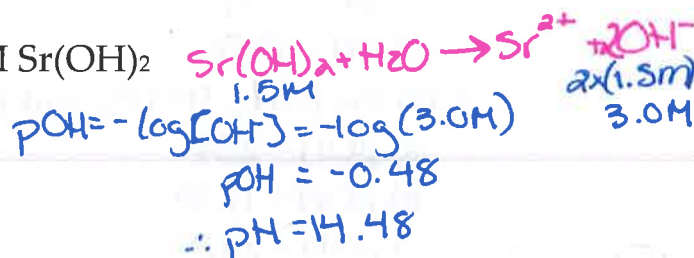 M Sr(OH)₂ Sr(OH)₂ + H₂O → Sr²⁺ + 2OH⁻
1.5M 2x(1.5M)
pOH = -log[OH⁻] = -log(3.0M) 3.0M
pOH = -0.48
∴ pH = 14.48